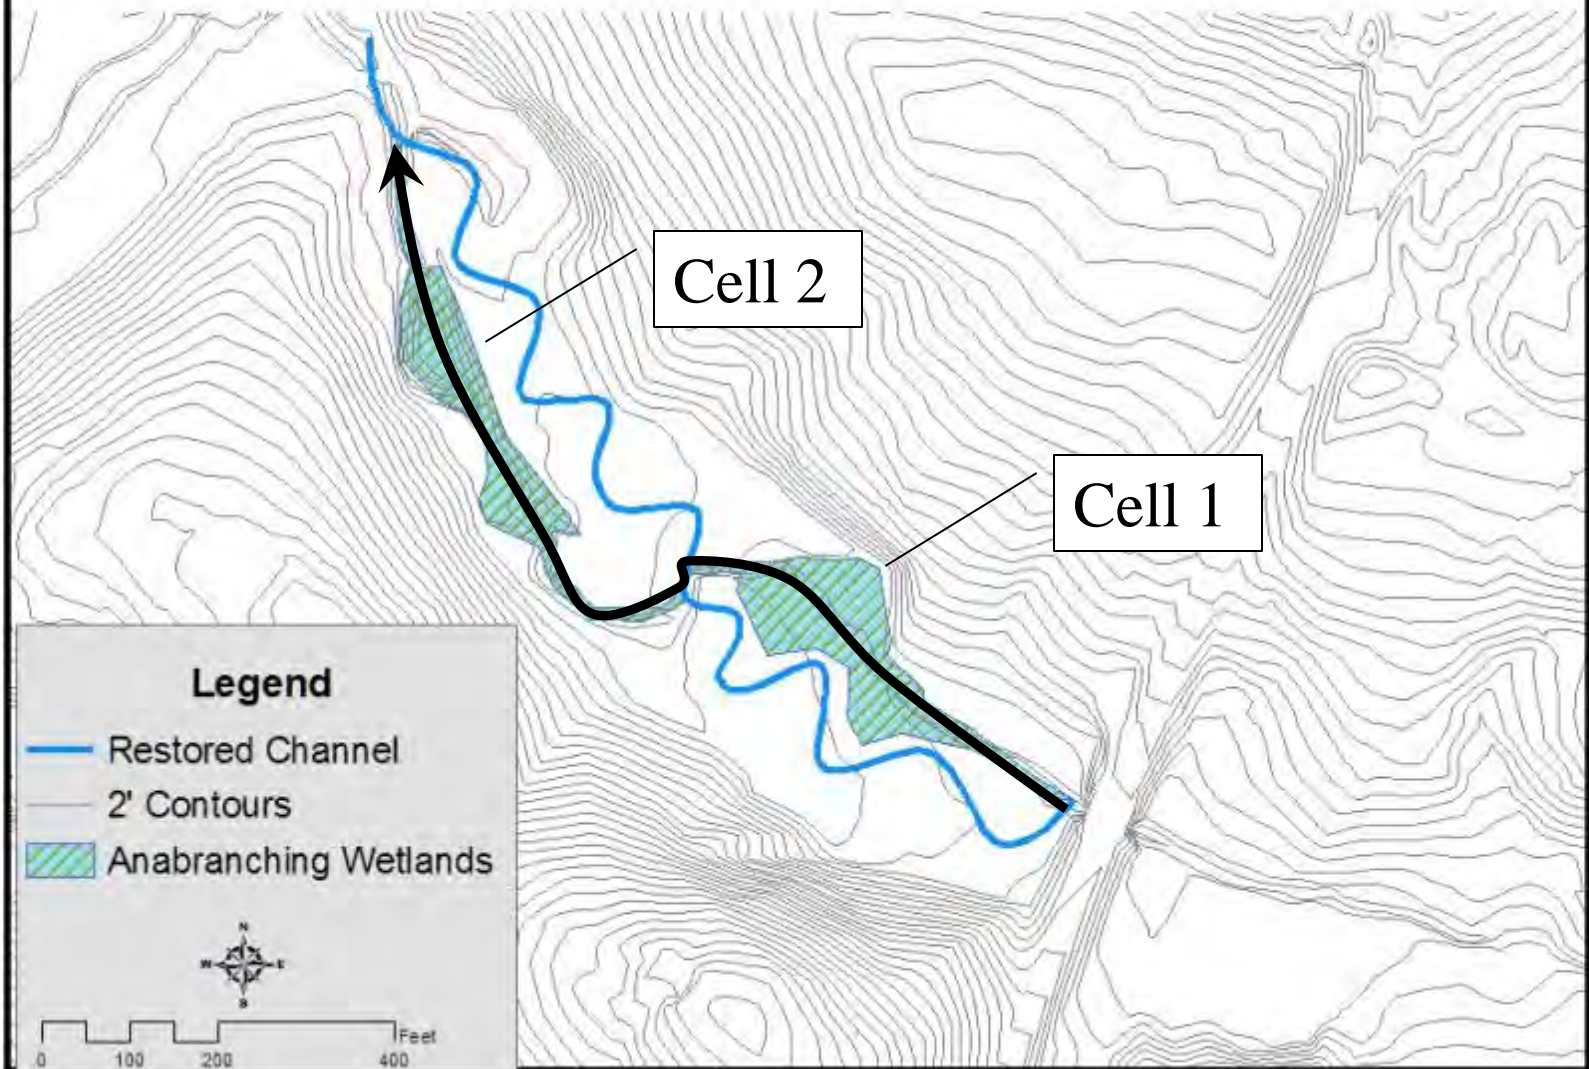 Cell 2
Cell 1
Legend
Restored Channel
2' Contours
Anabranching Wetlands
N
W E
S
Feet
0 100 200 400